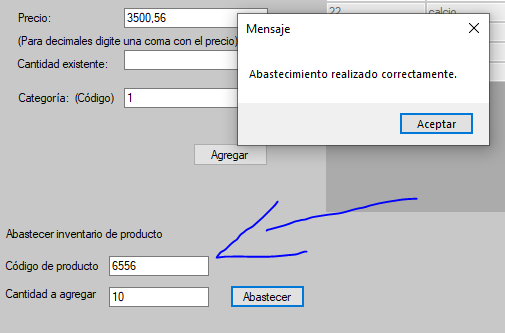 Precio: 3500,56
(Para decimales digite una coma con el precio)
Cantidad existente:
Categoría: (Código) 1
Agregar
22 calcio
Mensaje
Abastecimiento realizado correctamente.
Aceptar
Abastecer inventario de producto
Código de producto 6556
Cantidad a agregar 10 Abastecer